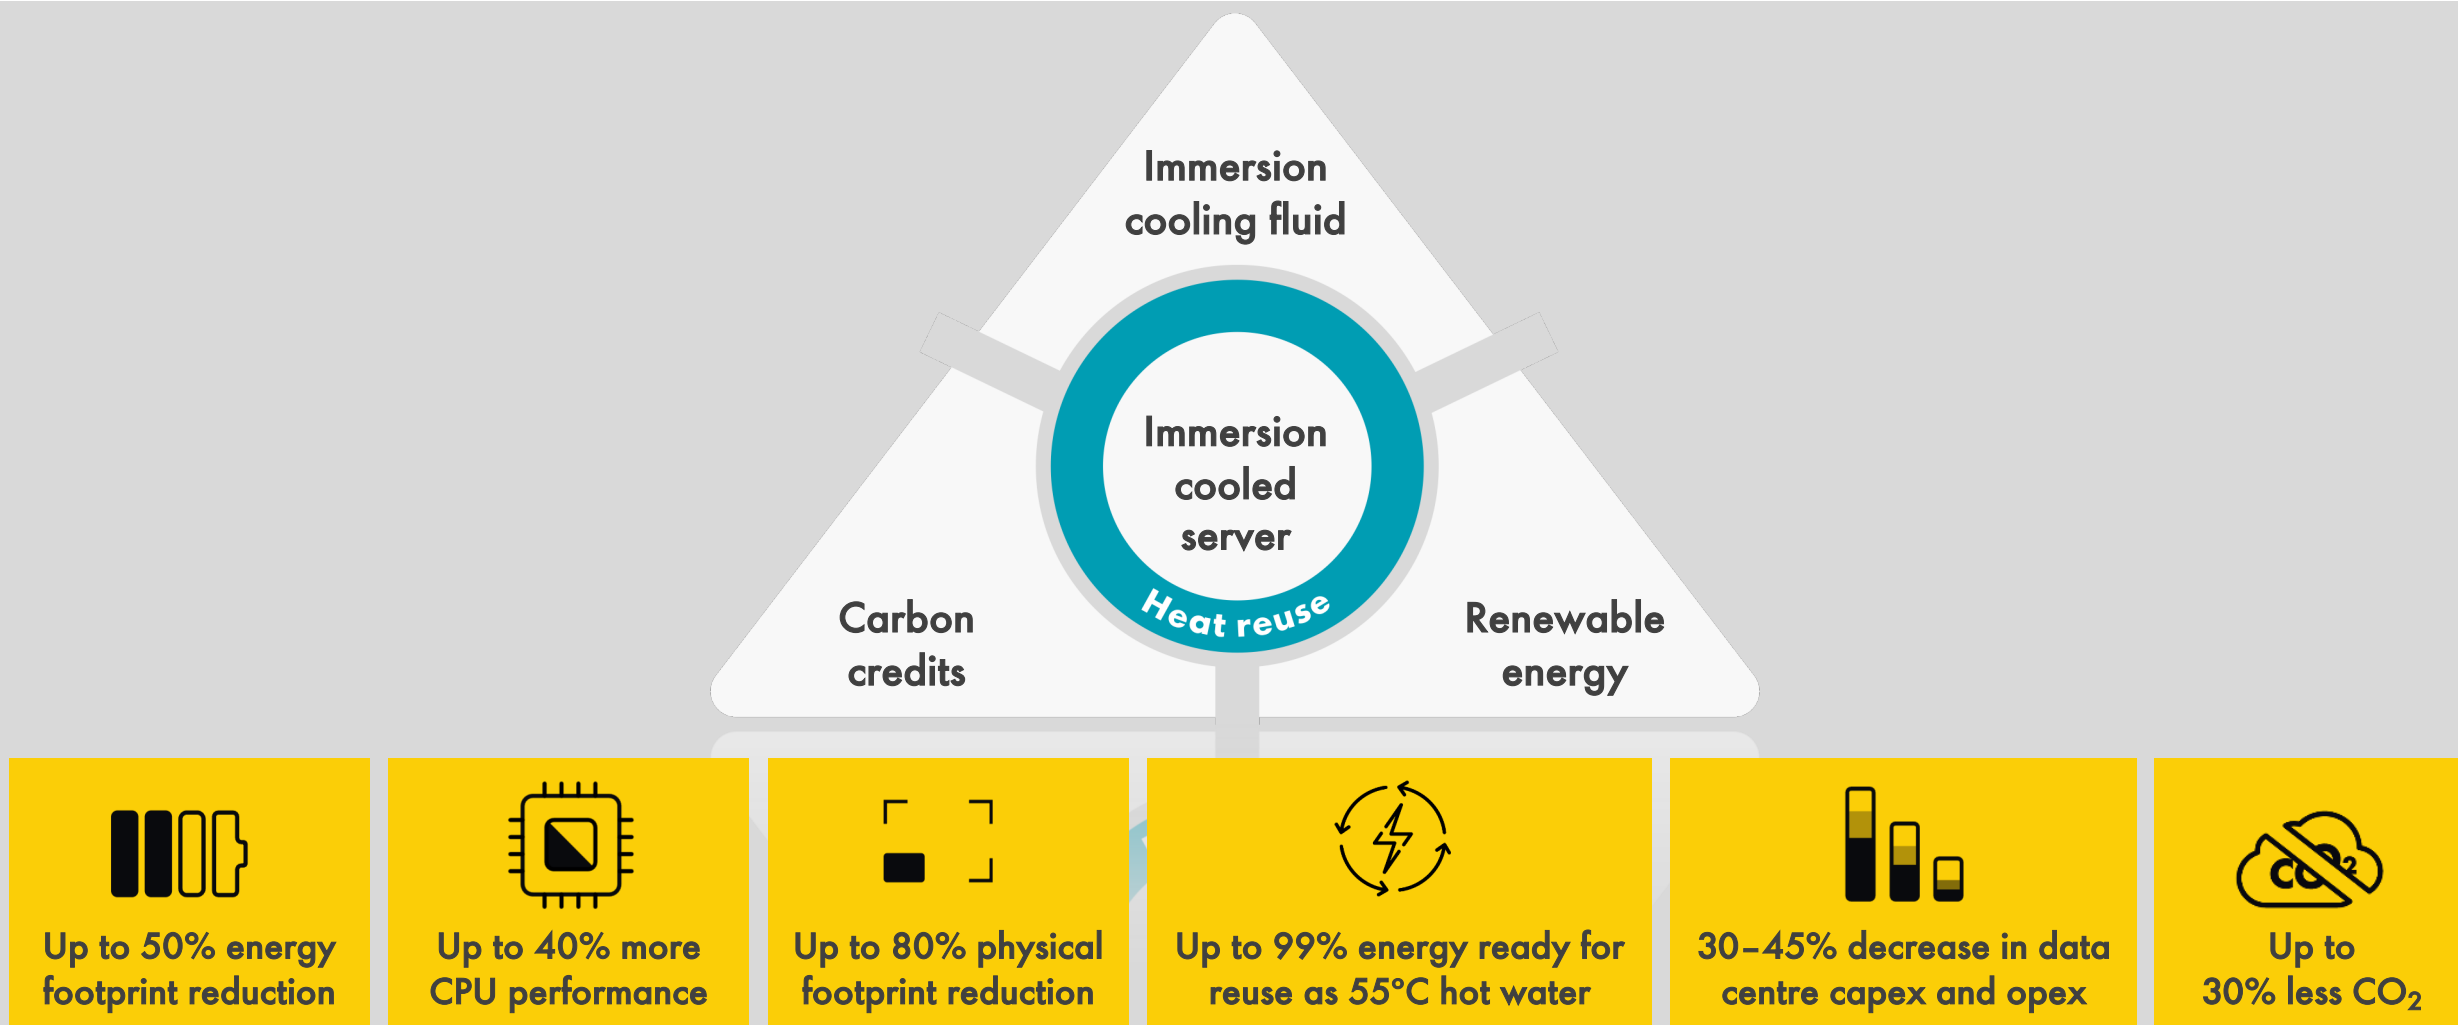 Immersion
cooling fluid
Immersion
cooled
server
Heat reuse
Carbon
credits
Renewable
energy
Up to 50% energy
footprint reduction
Up to 40% more
CPU performance
Up to 80% physical
footprint reduction
Up to 99% energy ready for
reuse as 55°C hot water
30–45% decrease in data
centre capex and opex
CO2
Up to
30% less CO₂